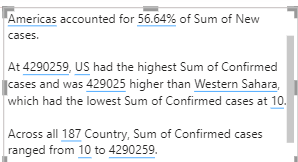 Americas accounted for 56.64% of Sum of New
cases.
At 4290259, US had the highest Sum of Confirmed
cases and was 429025 higher than Western Sahara,
which had the lowest Sum of Confirmed cases at 10.
Across all 187 Country, Sum of Confirmed cases
ranged from 10 to 4290259.